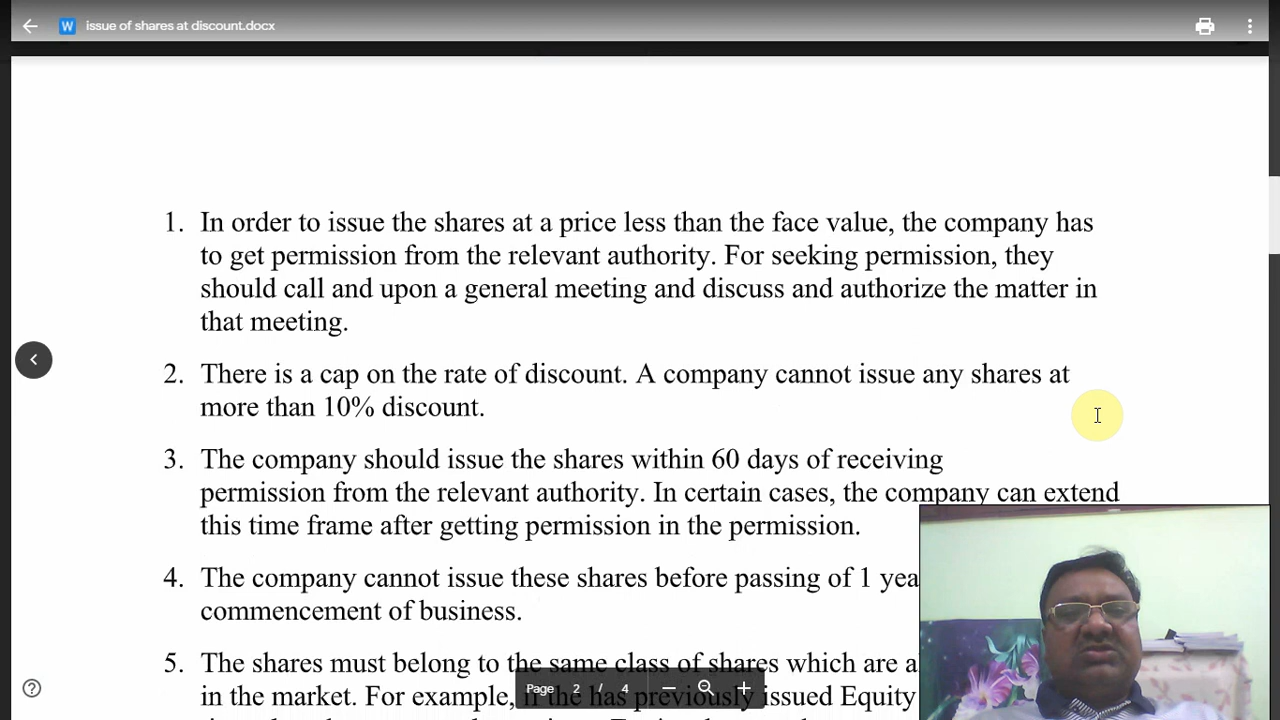 issue of shares at discount.docx
1. In order to issue the shares at a price less than the face value, the company has
to get permission from the relevant authority. For seeking permission, they
should call and upon a general meeting and discuss and authorize the matter in
that meeting.
2. There is a cap on the rate of discount. A company cannot issue any shares at
more than 10% discount.
3. The company should issue the shares within 60 days of receiving
permission from the relevant authority. In certain cases, the company can extend
this time frame after getting permission in the permission.
4. The company cannot issue these shares before passing of 1
commencement of business.
5. The shares must belong to the same class of shares which are
in the market. For example, if the has previously issued Equity
Page 2 / 4